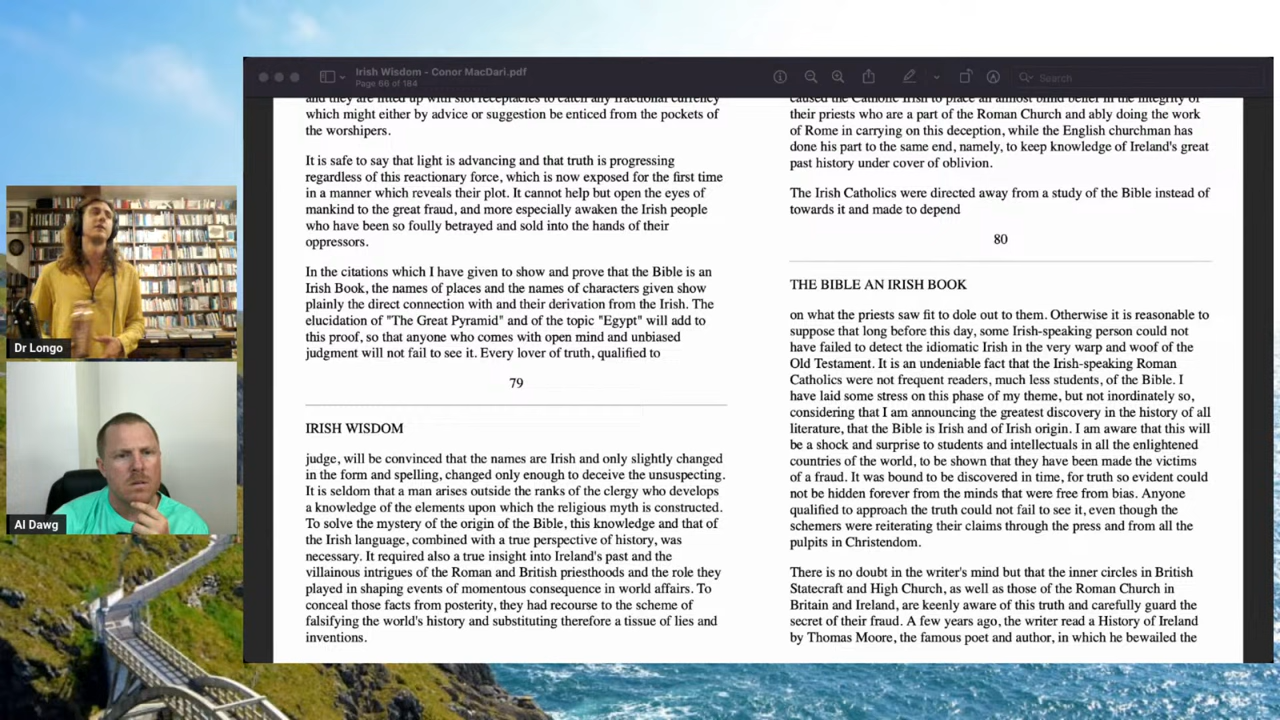 Irish Wisdom - Conor MacDari.pdf
Page 66 of 184
Search
and they are fitted up with slot receptacles to catch any fractional currency
which might either by advice or suggestion be enticed from the pockets of
the worshipers.
It is safe to say that light is advancing and that truth is progressing
regardless of this reactionary force, which is now exposed for the first time
in a manner which reveals their plot. It cannot help but open the eyes of
mankind to the great fraud, and more especially awaken the Irish people
who have been so foully betrayed and sold into the hands of their
oppressors.
In the citations which I have given to show and prove that the Bible is an
Irish Book, the names of places and the names of characters given show
plainly the direct connection with and their derivation from the Irish. The
elucidation of "The Great Pyramid" and of the topic "Egypt" will add to
this proof, so that anyone who comes with open mind and unbiased
judgment will not fail to see it. Every lover of truth, qualified to
79
IRISH WISDOM
judge, will be convinced that the names are Irish and only slightly changed
in the form and spelling, changed only enough to deceive the unsuspecting.
It is seldom that a man arises outside the ranks of the clergy who develops
a knowledge of the elements upon which the religious myth is constructed.
To solve the mystery of the origin of the Bible, this knowledge and that of
the Irish language, combined with a true perspective of history, was
necessary. It required also a true insight into Ireland's past and the
villainous intrigues of the Roman and British priesthoods and the role they
played in shaping events of momentous consequence in world affairs. To
conceal those facts from posterity, they had recourse to the scheme of
falsifying the world's history and substituting therefore a tissue of lies and
inventions.
caused the Catholic Irish to place an almost blind belief in the integrity of
their priests who are a part of the Roman Church and ably doing the work
of Rome in carrying on this deception, while the English churchman has
done his part to the same end, namely, to keep knowledge of Ireland's great
past history under cover of oblivion.
The Irish Catholics were directed away from a study of the Bible instead of
towards it and made to depend
80
THE BIBLE AN IRISH BOOK
on what the priests saw fit to dole out to them. Otherwise it is reasonable to
suppose that long before this day, some Irish-speaking person could not
have failed to detect the idiomatic Irish in the very warp and woof of the
Old Testament. It is an undeniable fact that the Irish-speaking Roman
Catholics were not frequent readers, much less students, of the Bible. I
have laid some stress on this phase of my theme, but not inordinately so,
considering that I am announcing the greatest discovery in the history of all
literature, that the Bible is Irish and of Irish origin. I am aware that this will
be a shock and surprise to students and intellectuals in all the enlightened
countries of the world, to be shown that they have been made the victims
of a fraud. It was bound to be discovered in time, for truth so evident could
not be hidden forever from the minds that were free from bias. Anyone
qualified to approach the truth could not fail to see it, even though the
schemers were reiterating their claims through the press and from all the
pulpits in Christendom.
There is no doubt in the writer's mind but that the inner circles in British
Statecraft and High Church, as well as those of the Roman Church in
Britain and Ireland, are keenly aware of this truth and carefully guard the
secret of their fraud. A few years ago, the writer read a History of Ireland
by Thomas Moore, the famous poet and author, in which he bewailed the
Dr Longo
Al Dawg